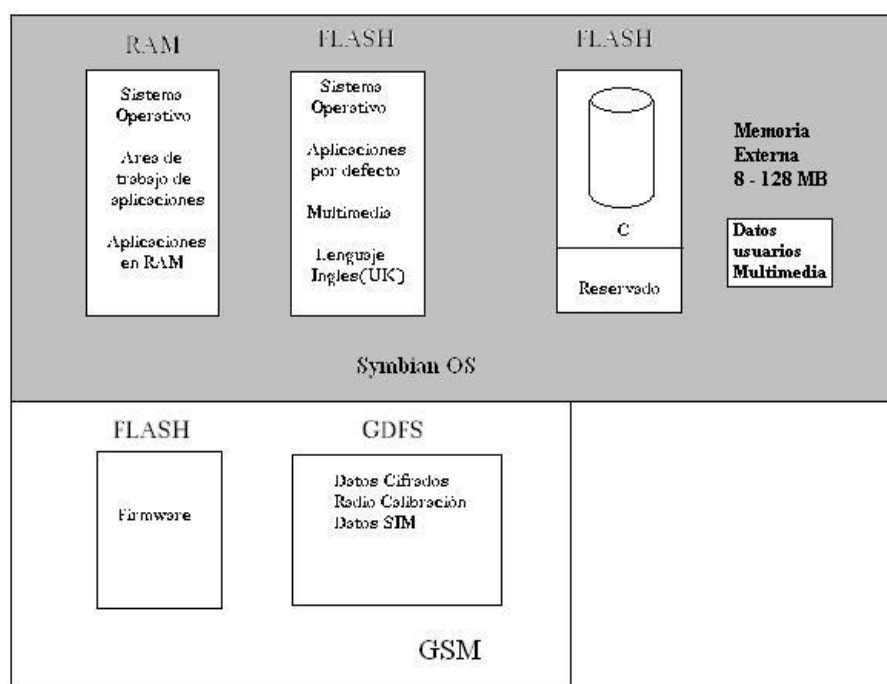 RAM
Sistema
Operativo
Area de
trabajo de
aplicaciones
Aplicaciones
en RAM
FLASH
Sistema
Operativo
Aplicaciones
por defecto
Multimedia
Lenguaje
Ingles(UK)
FLASH
C
Reservado
Memoria
Externa
8 - 128 MB
Datos
usuarios
Multimedia
Symbian OS
FLASH
Firmware
GDFS
Datos Cifrados
Radio Calibración
Datos SIM
GSM